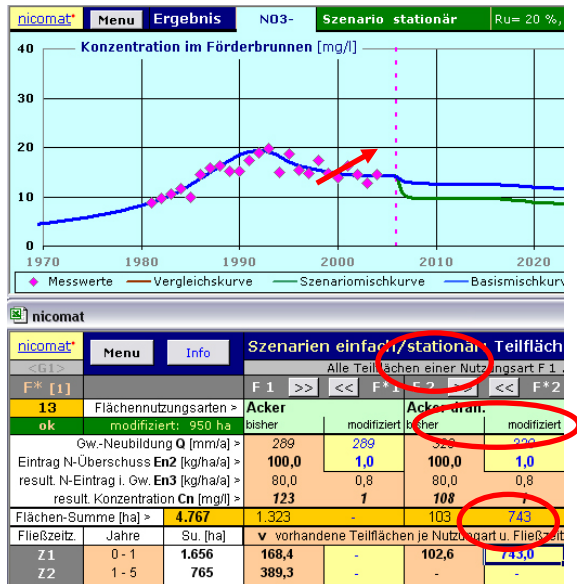 nicomat* Menu Ergebnis NO3- Szenario stationär Ru= 20 %,
40 Konzentration im Förderbrunnen [mg/l]
30
20
10
0
1970 1980 1990 2000 2010 2020
Messwerte Vergleichskurve Szenariomischkurve Basismischkurv
nicomat
nicomat* Menu Info Szenarien einfach/stationär: Teilfläch
<G1> Alle Teilflächen einer Nutzungsart F 1 .
F* [1] F 1 >> << F*1 F 2 >> << F*2
13 Flächennutzungsarten > Acker Acker drän.
ok modifiziert: 950 ha bisher modifiziert bisher modifiziert
Gw.-Neubildung Q [mm/a] > 289 289 320
Eintrag N-Überschuss En2 [kg/ha/a] > 100,0 1,0 100,0 1,0
result. N-Eintrag i. Gw. En3 [kg/ha/a] > 80,0 0,8 80,0 0,8
result. Konzentration Cn [mg/l] > 123 1 108 1
Flächen-Summe [ha] > 4.767 1.323 - 103 743
Fließzeitz. Jahre Su. [ha] v vorhandene Teilflächen je Nutzungsart u. Fließzeit
Z1 0 - 1 1.656 168,4 - 102,6 743,0
Z2 1 - 5 765 389,3 - - -